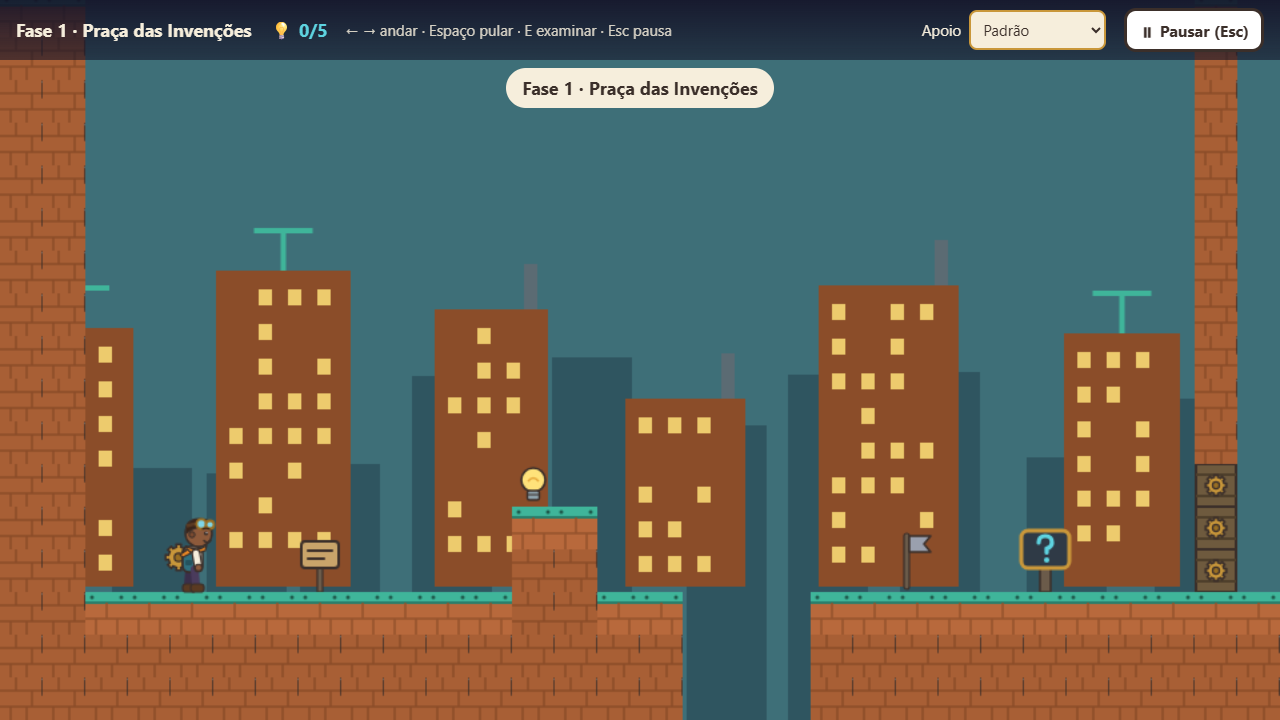 Fase 1 · Praça das Invenções 💡 0/5 ← → andar · Espaço pular · E examinar · Esc pausa Apoio Padrão ⏸ Pausar (Esc)
Fase 1 · Praça das Invenções
?